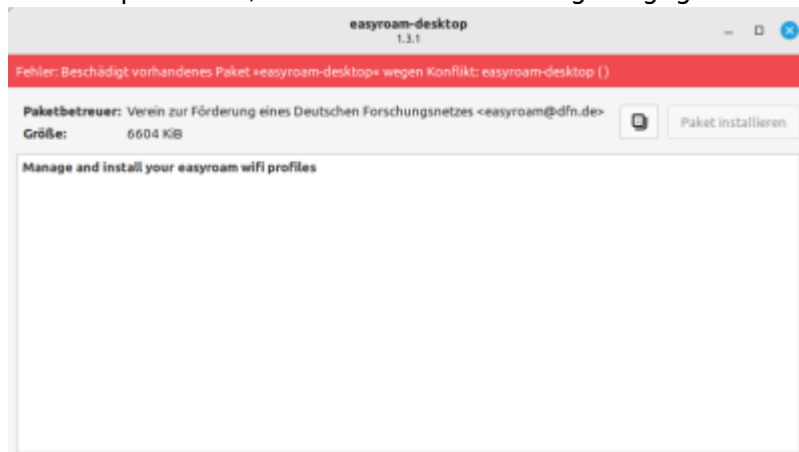 easyroam-desktop
1.3.1
Fehler: Beschädigt vorhandenes Paket »easyroam-desktop« wegen Konflikt: easyroam-desktop ()
Paketbetreuer: Verein zur Förderung eines Deutschen Forschungsnetzes <easyroam@dfn.de>
Paket installieren
Größe: 6604 KiB
Manage and install your easyroam wifi profiles